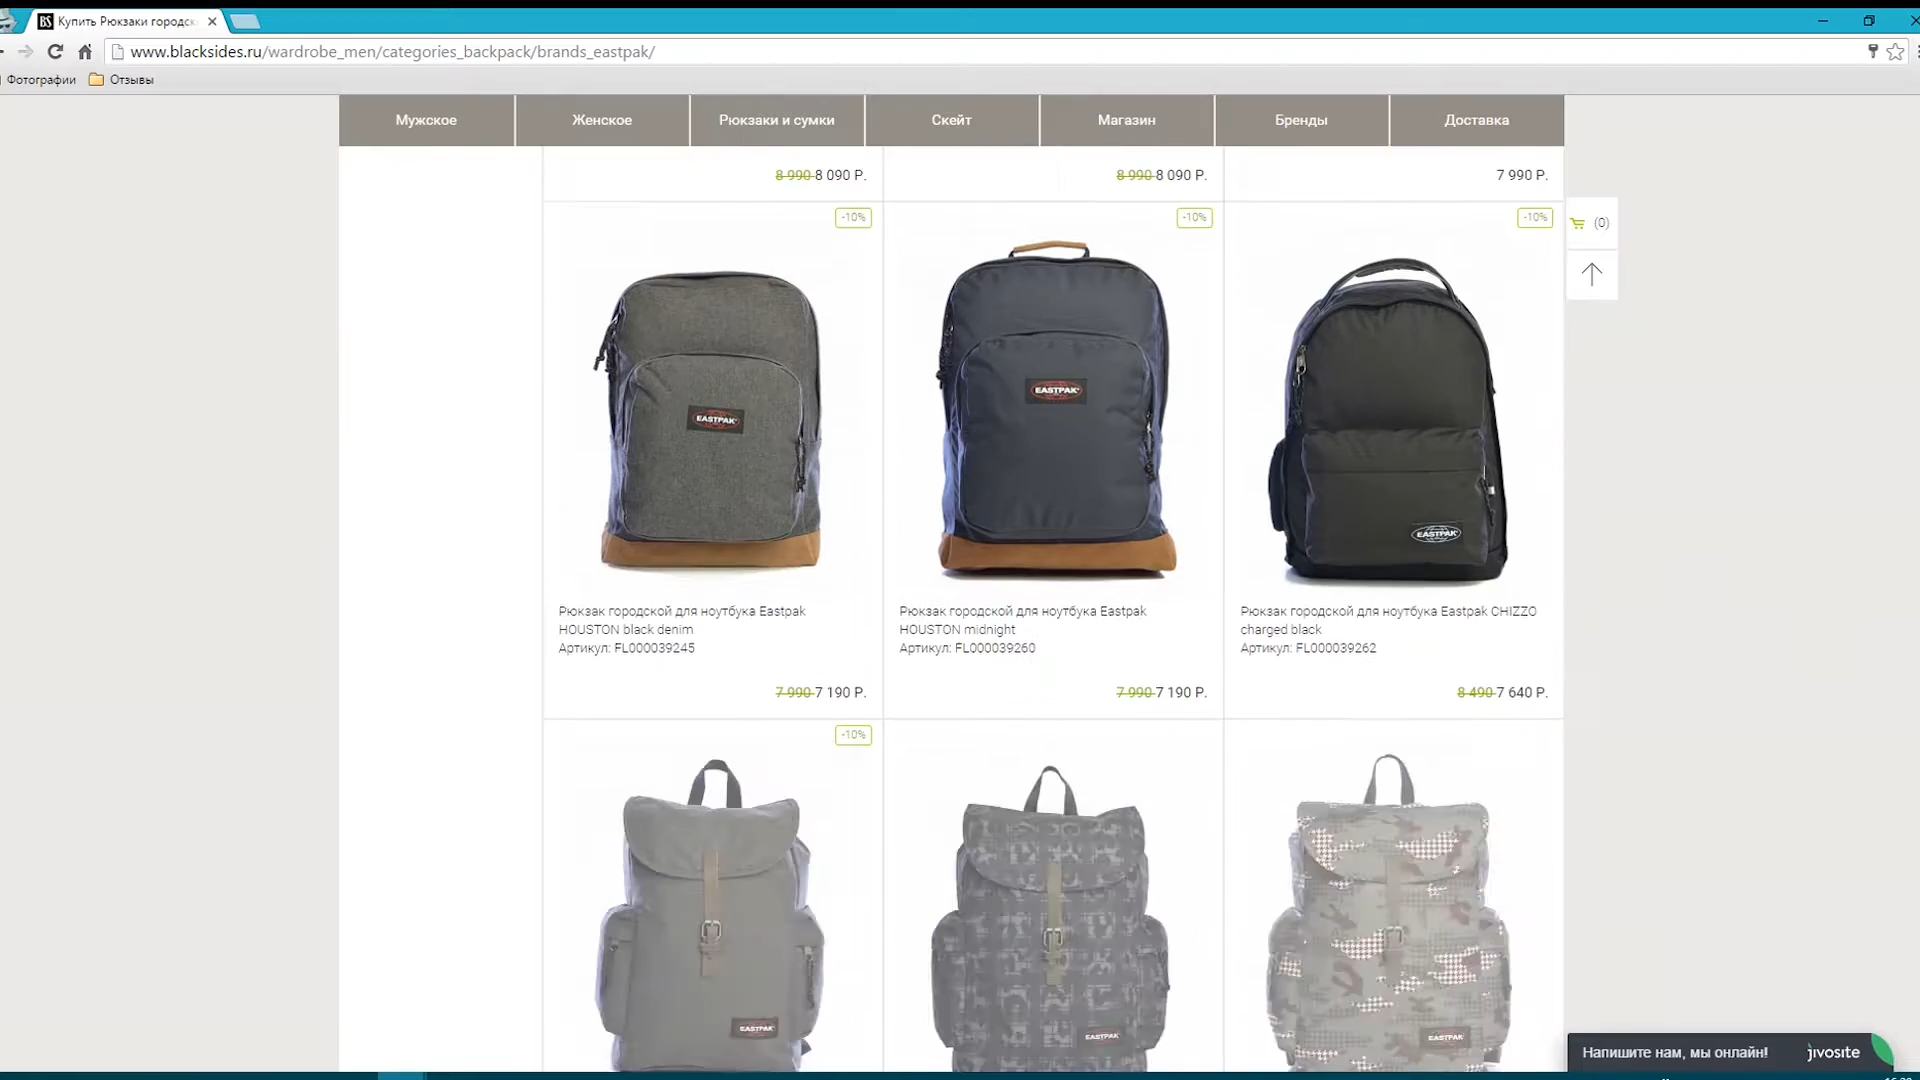 Купить Рюкзаки городск
www.blacksides.ru/wardrobe_men/categories_backpack/brands_eastpak/
Фотографии Отзывы
Мужское Женское Рюкзаки и сумки Скейт Магазин Бренды Доставка
8 990 8 090 Р. 8 990 8 090 Р. 7 990 Р.
-10% -10% -10%
(0)
EASTPAK
EASTPAK
EASTPAK
Рюкзак городской для ноутбука Eastpak
HOUSTON black denim
Артикул: FL000039245
7 990 7 190 Р.
Рюкзак городской для ноутбука Eastpak
HOUSTON midnight
Артикул: FL000039260
7 990 7 190 Р.
Рюкзак городской для ноутбука Eastpak CHIZZO
charged black
Артикул: FL000039262
8 490 7 640 Р.
-10%
EASTPAK
EASTPAK
EASTPAK
Напишите нам, мы онлайн! jivosite